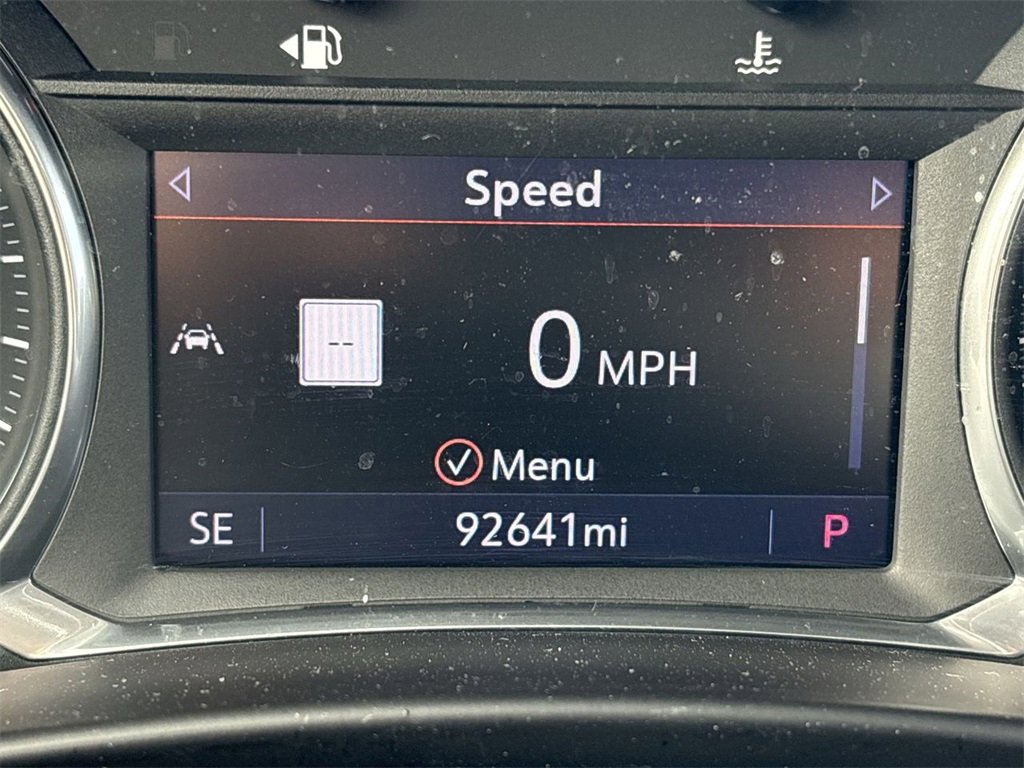 Speed
--
0 MPH
Menu
SE 92641mi P